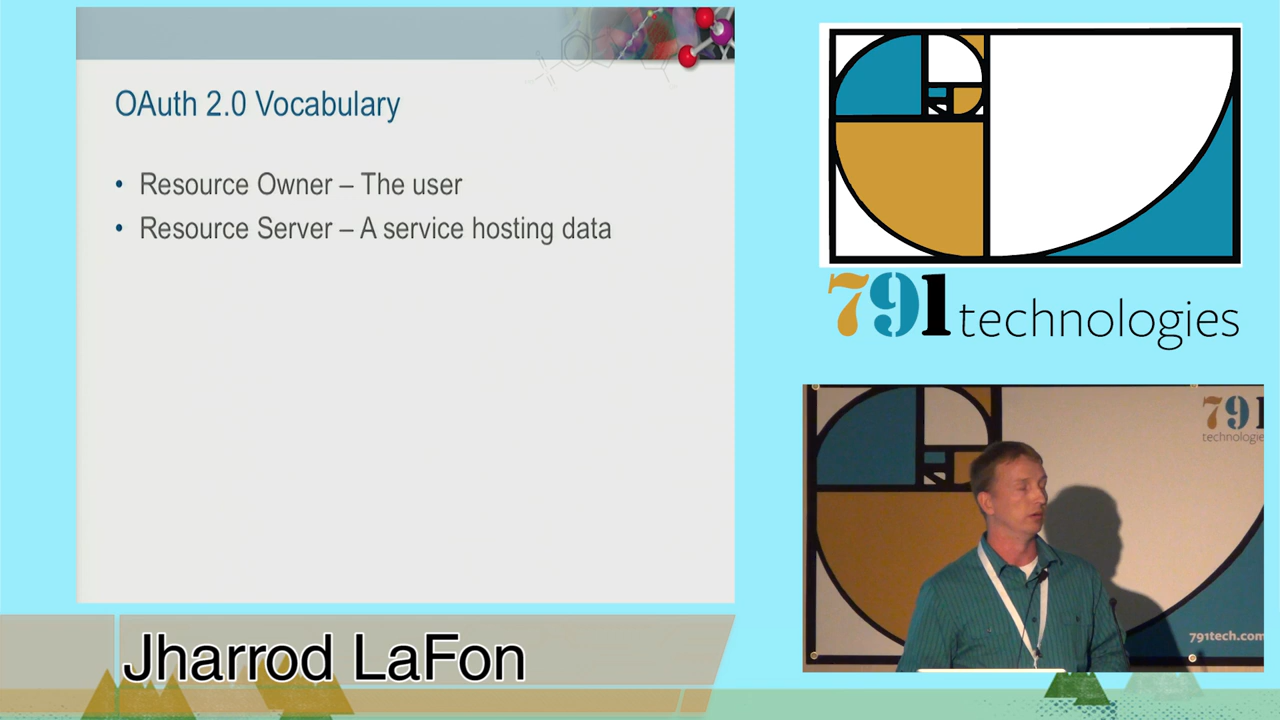 OAuth 2.0 Vocabulary
• Resource Owner – The user
• Resource Server – A service hosting data
791 technologies
791
technologie
791tech.com
Jharrod LaFon